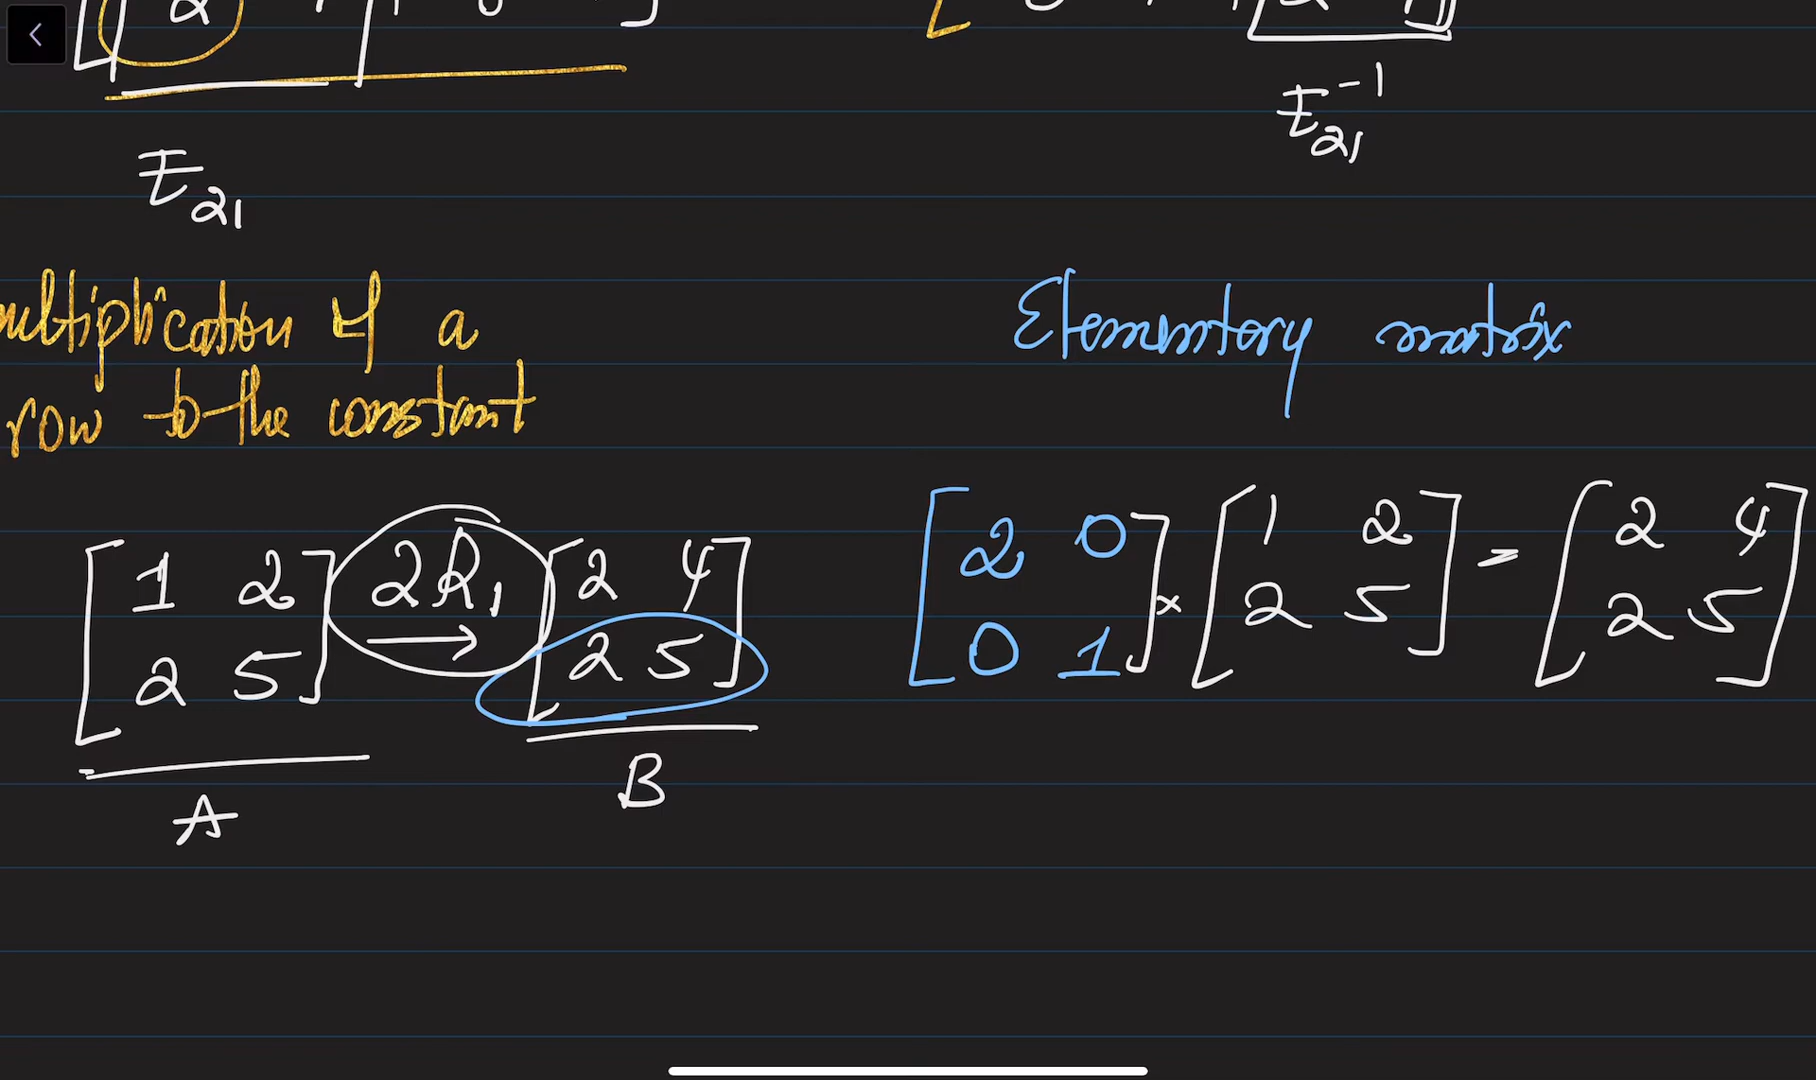 E₂₁
E₂₁⁻¹
multiplication of a
row to the constant
Elementory matrix
[1 2
2 5] 2R₁ → [2 4
2 5]
A
B
[2 0
0 1] × [1 2
2 5] = [2 4
2 5]